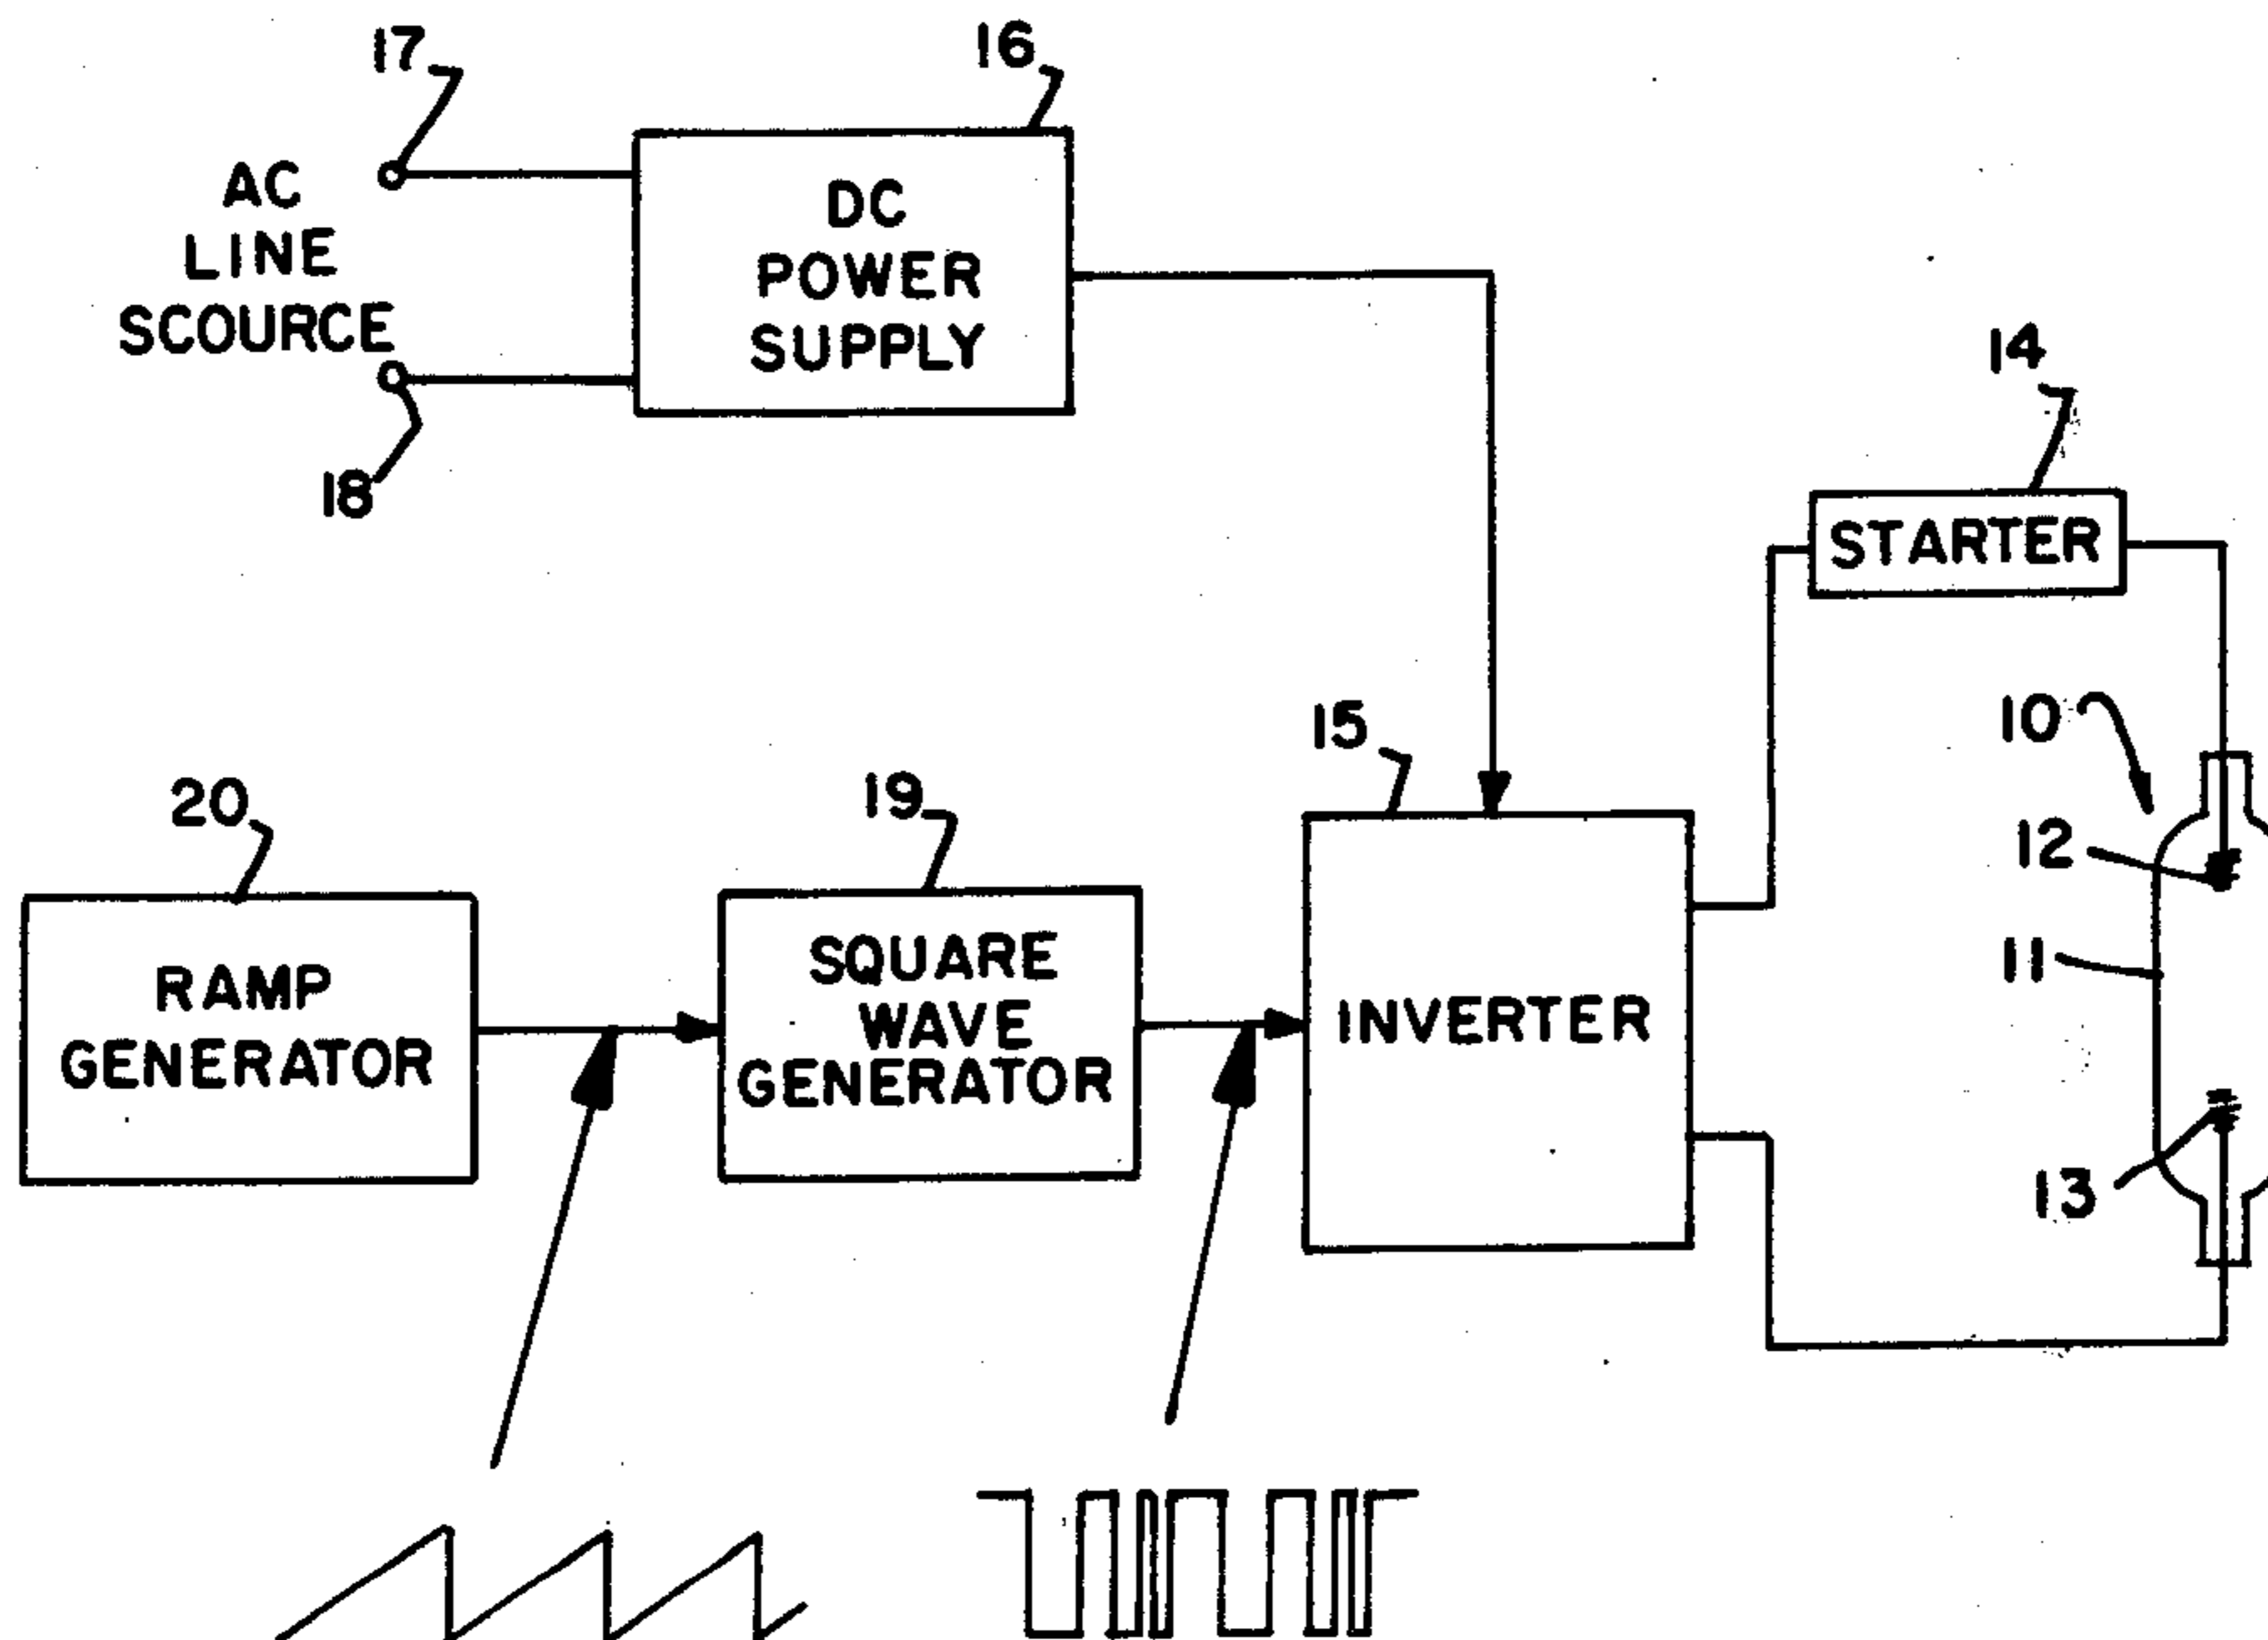 17
16
AC
LINE
SCOURCE
DC
POWER
SUPPLY
18
14
STARTER
15
10
20
19
12
RAMP
GENERATOR
SQUARE
WAVE
GENERATOR
INVERTER
11
13